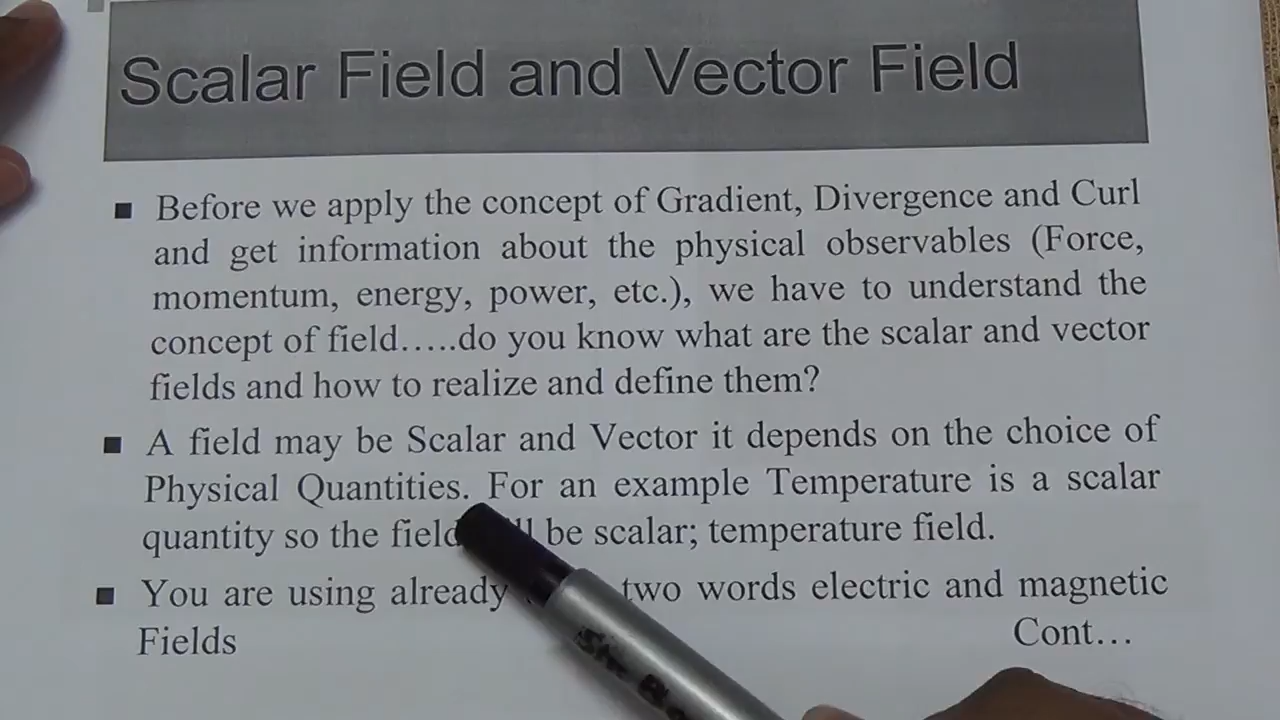 Scalar Field and Vector Field
■ Before we apply the concept of Gradient, Divergence and Curl
and get information about the physical observables (Force,
momentum, energy, power, etc.), we have to understand the
concept of field…..do you know what are the scalar and vector
fields and how to realize and define them?
■ A field may be Scalar and Vector it depends on the choice of
Physical Quantities. For an example Temperature is a scalar
quantity so the field be scalar; temperature field.
■ You are using already two words electric and magnetic
Fields Cont…